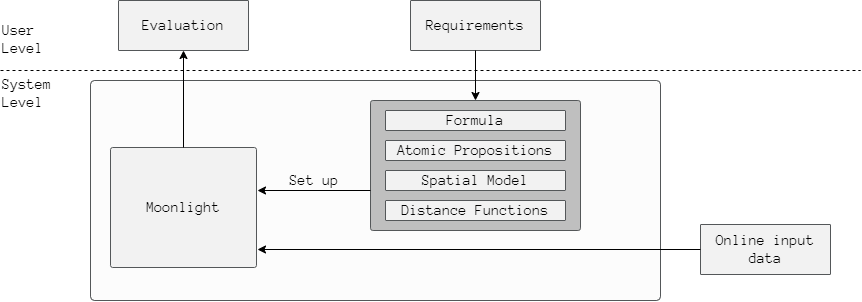 User
Level
Evaluation
Requirements
System
Level
Formula
Atomic Propositions
Spatial Model
Distance Functions
Set up
Moonlight
Online input
data